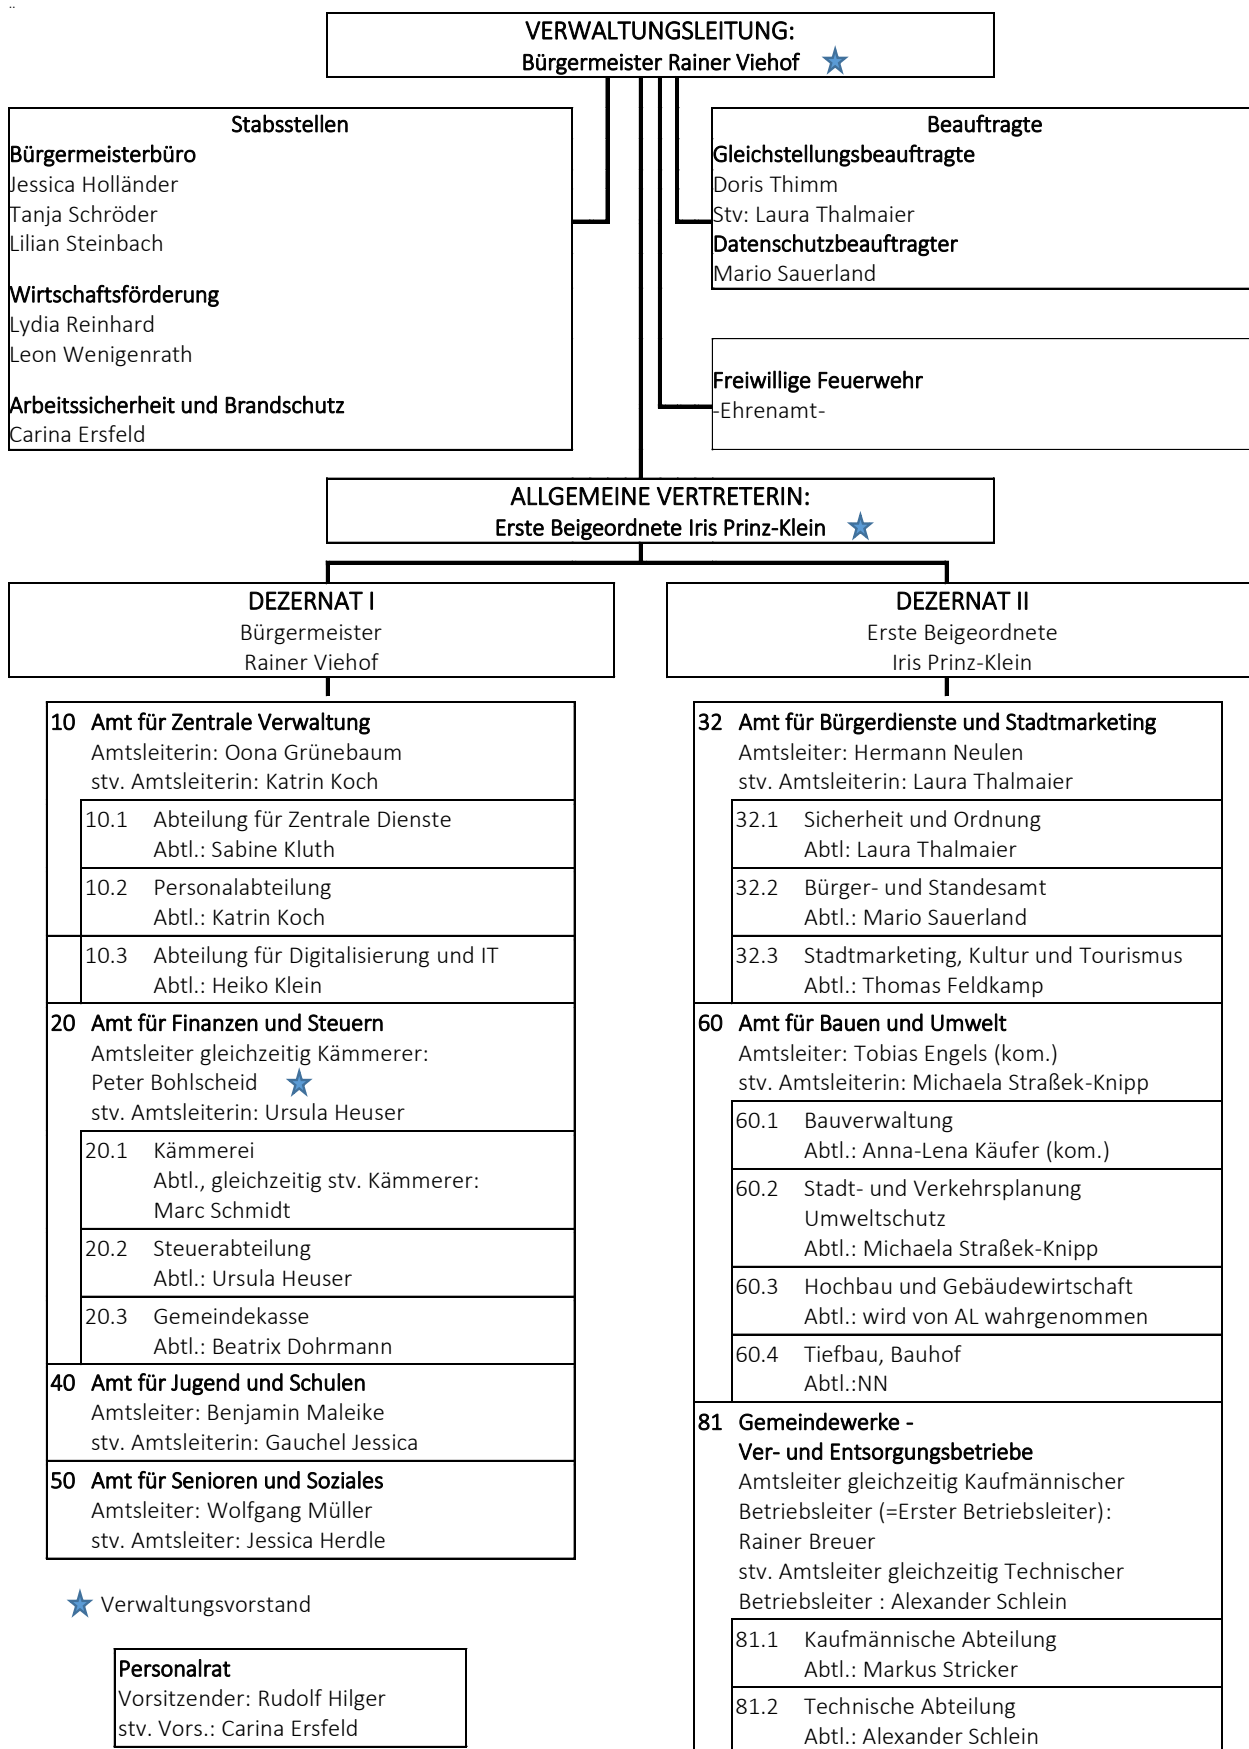 VERWALTUNGSLEITUNG:
Bürgermeister Rainer Viehof
Stabsstellen
Bürgermeisterbüro
Jessica Holländer
Tanja Schröder
Lilian Steinbach
Wirtschaftsförderung
Lydia Reinhard
Leon Wenigenrath
Arbeitssicherheit und Brandschutz
Carina Ersfeld
Beauftragte
Gleichstellungsbeauftragte
Doris Thimm
Stv: Laura Thalmaier
Datenschutzbeauftragter
Mario Sauerland
Freiwillige Feuerwehr
-Ehrenamt-
ALLGEMEINE VERTRETERIN:
Erste Beigeordnete Iris Prinz-Klein
DEZERNAT I
Bürgermeister
Rainer Viehof
10 Amt für Zentrale Verwaltung
Amtsleiterin: Oona Grünebaum
stv. Amtsleiterin: Katrin Koch
10.1 Abteilung für Zentrale Dienste
Abtl.: Sabine Kluth
10.2 Personalabteilung
Abtl.: Katrin Koch
10.3 Abteilung für Digitalisierung und IT
Abtl.: Heiko Klein
20 Amt für Finanzen und Steuern
Amtsleiter gleichzeitig Kämmerer:
Peter Bohlscheid
stv. Amtsleiterin: Ursula Heuser
20.1 Kämmerei
Abtl., gleichzeitig stv. Kämmerer:
Marc Schmidt
20.2 Steuerabteilung
Abtl.: Ursula Heuser
20.3 Gemeindekasse
Abtl.: Beatrix Dohrmann
40 Amt für Jugend und Schulen
Amtsleiter: Benjamin Maleike
stv. Amtsleiterin: Gauchel Jessica
50 Amt für Senioren und Soziales
Amtsleiter: Wolfgang Müller
stv. Amtsleiter: Jessica Herdle
Verwaltungsvorstand
Personalrat
Vorsitzender: Rudolf Hilger
stv. Vors.: Carina Ersfeld
DEZERNAT II
Erste Beigeordnete
Iris Prinz-Klein
32 Amt für Bürgerdienste und Stadtmarketing
Amtsleiter: Hermann Neulen
stv. Amtsleiterin: Laura Thalmaier
32.1 Sicherheit und Ordnung
Abtl: Laura Thalmaier
32.2 Bürger- und Standesamt
Abtl.: Mario Sauerland
32.3 Stadtmarketing, Kultur und Tourismus
Abtl.: Thomas Feldkamp
60 Amt für Bauen und Umwelt
Amtsleiter: Tobias Engels (kom.)
stv. Amtsleiterin: Michaela Straßek-Knipp
60.1 Bauverwaltung
Abtl.: Anna-Lena Käufer (kom.)
60.2 Stadt- und Verkehrsplanung
Umweltschutz
Abtl.: Michaela Straßek-Knipp
60.3 Hochbau und Gebäudewirtschaft
Abtl.: wird von AL wahrgenommen
60.4 Tiefbau, Bauhof
Abtl.:NN
81 Gemeindewerke -
Ver- und Entsorgungsbetriebe
Amtsleiter gleichzeitig Kaufmännischer
Betriebsleiter (=Erster Betriebsleiter):
Rainer Breuer
stv. Amtsleiter gleichzeitig Technischer
Betriebsleiter : Alexander Schlein
81.1 Kaufmännische Abteilung
Abtl.: Markus Stricker
81.2 Technische Abteilung
Abtl.: Alexander Schlein